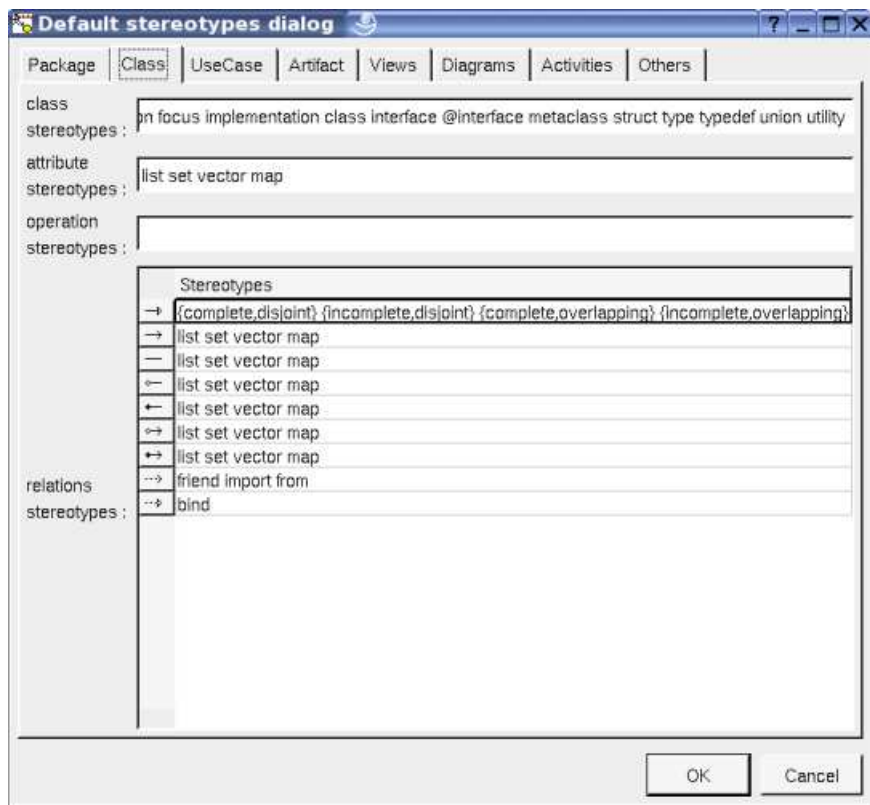 Default stereotypes dialog
Package Class UseCase Artifact Views Diagrams Activities Others
class
stereotypes :
focus implementation class interface @interface metaclass struct type typedef union utility
attribute
stereotypes :
list set vector map
operation
stereotypes :
Stereotypes
{complete,disjoint} {incomplete,disjoint} {complete,overlapping} {incomplete,overlapping}
list set vector map
list set vector map
list set vector map
list set vector map
list set vector map
list set vector map
relations
stereotypes :
friend import from
bind
OK Cancel